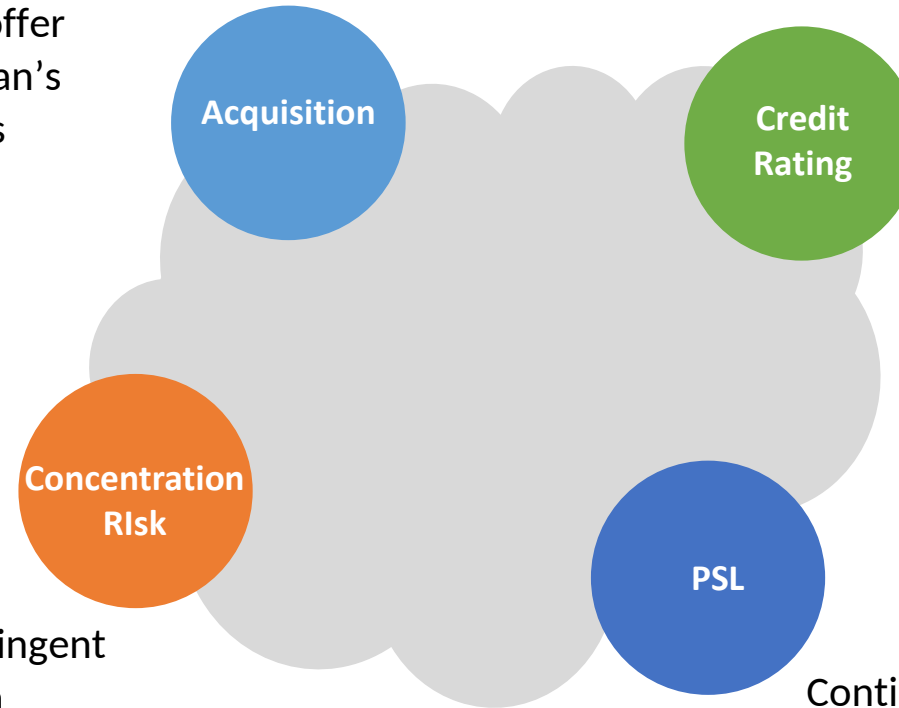 offer
an's
s
Acquisition
Credit
Rating
Concentration
RIsk
PSL
ingent
Conti